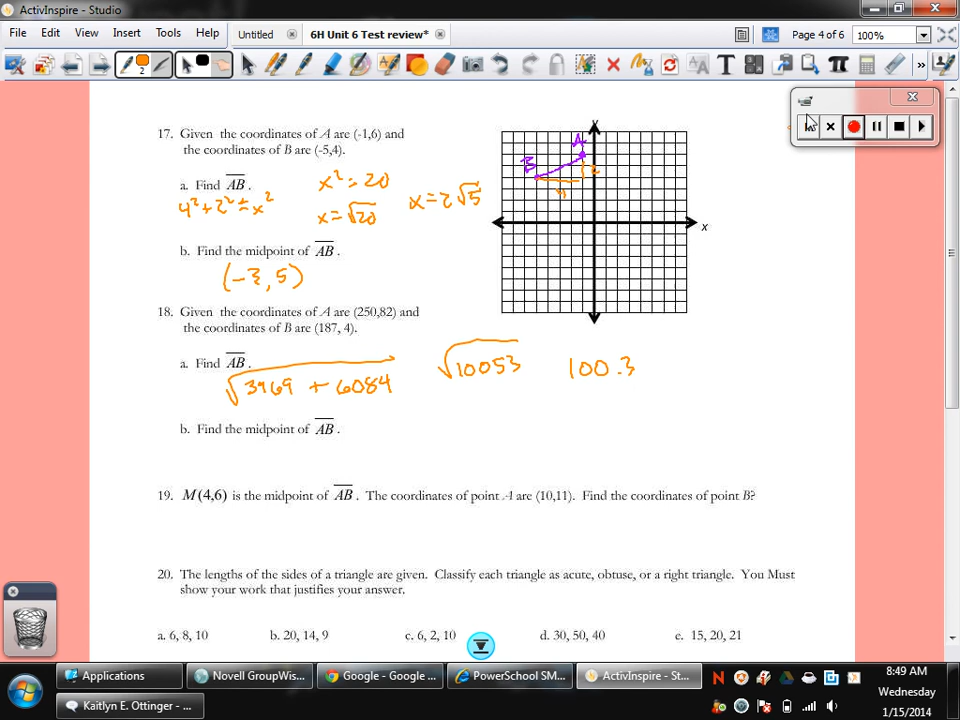 ActivInspire - Studio
File Edit View Insert Tools Help Untitled 6H Unit 6 Test review* Page 4 of 6 100%
2
17. Given the coordinates of A are (-1,6) and
the coordinates of B are (-5,4).
a. Find AB.
x² = 20
x = 2√5
4² + 2² = x²
x = √20
b. Find the midpoint of AB.
(-3, 5)
y
A
B
2
4
x
18. Given the coordinates of A are (250,82) and
the coordinates of B are (187, 4).
a. Find AB.
√3969 + 6084
√10053
100.3
b. Find the midpoint of AB.
19. M(4,6) is the midpoint of AB. The coordinates of point A are (10,11). Find the coordinates of point B?
20. The lengths of the sides of a triangle are given. Classify each triangle as acute, obtuse, or a right triangle. You Must
show your work that justifies your answer.
a. 6, 8, 10 b. 20, 14, 9 c. 6, 2, 10 d. 30, 50, 40 e. 15, 20, 21
Applications Novell GroupWis... Google - Google ... PowerSchool SM... ActivInspire - St...
Kaitlyn E. Ottinger - ...
8:49 AM
Wednesday
1/15/2014